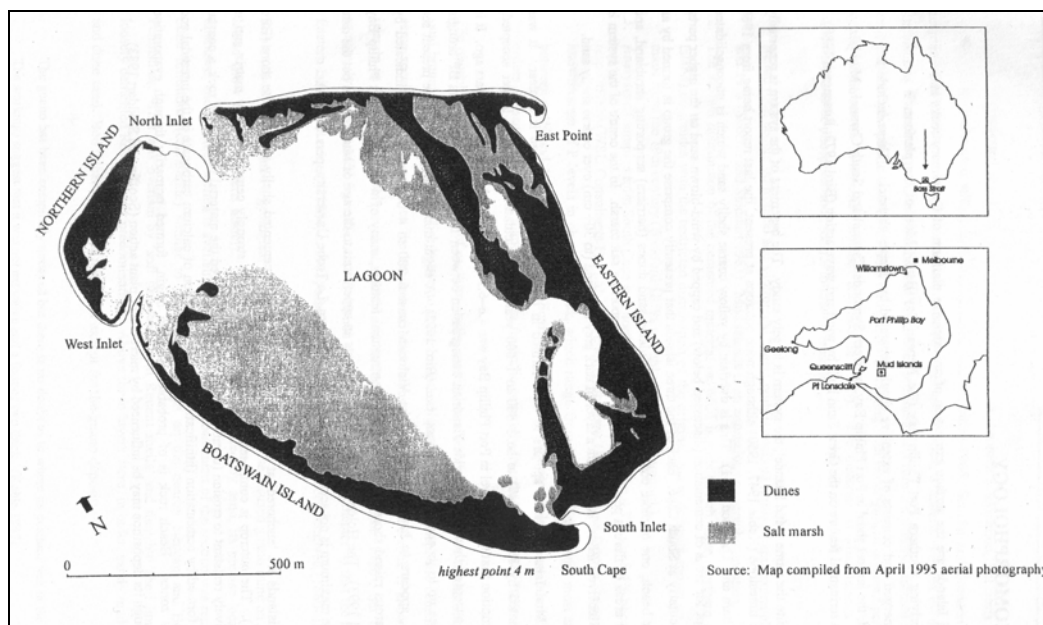 North Inlet
East Point
NORTHERN ISLAND
LAGOON
EASTERN ISLAND
West Inlet
BOATSWAIN ISLAND
N
South Inlet
0
500 m
highest point 4 m
South Cape
Bass Strait
Melbourne
Williamstown
Port Phillip Bay
Geelong
Queenscliff
Mud Islands
Pt Lonsdale
Dunes
Salt marsh
Source: Map compiled from April 1995 aerial photography